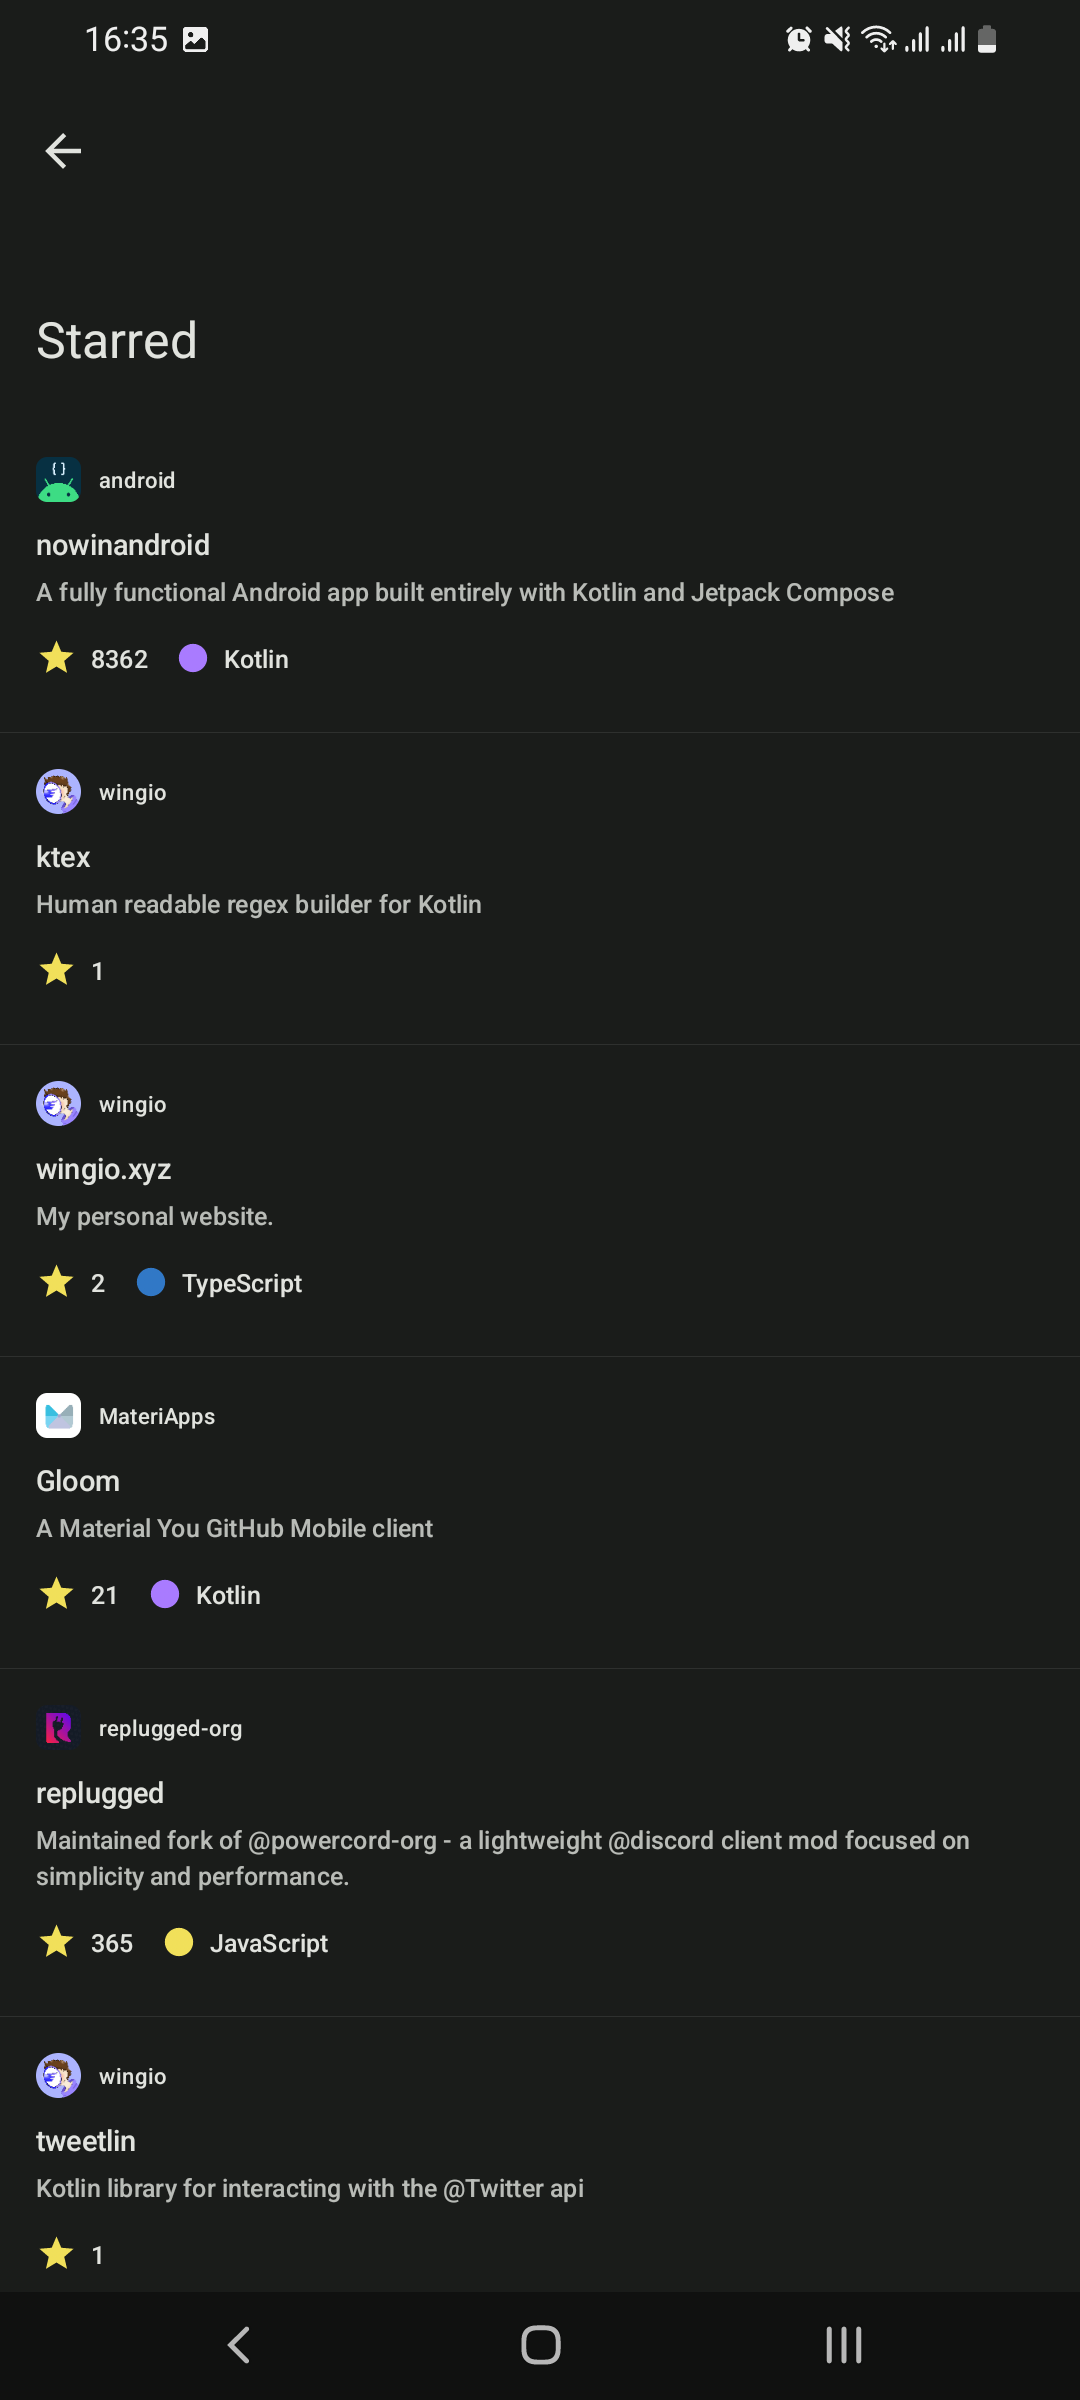 16:35
Starred
android
nowinandroid
A fully functional Android app built entirely with Kotlin and Jetpack Compose
8362 Kotlin
wingio
ktex
Human readable regex builder for Kotlin
1
wingio
wingio.xyz
My personal website.
2 TypeScript
MateriApps
Gloom
A Material You GitHub Mobile client
21 Kotlin
replugged-org
replugged
Maintained fork of @powercord-org - a lightweight @discord client mod focused on
simplicity and performance.
365 JavaScript
wingio
tweetlin
Kotlin library for interacting with the @Twitter api
1